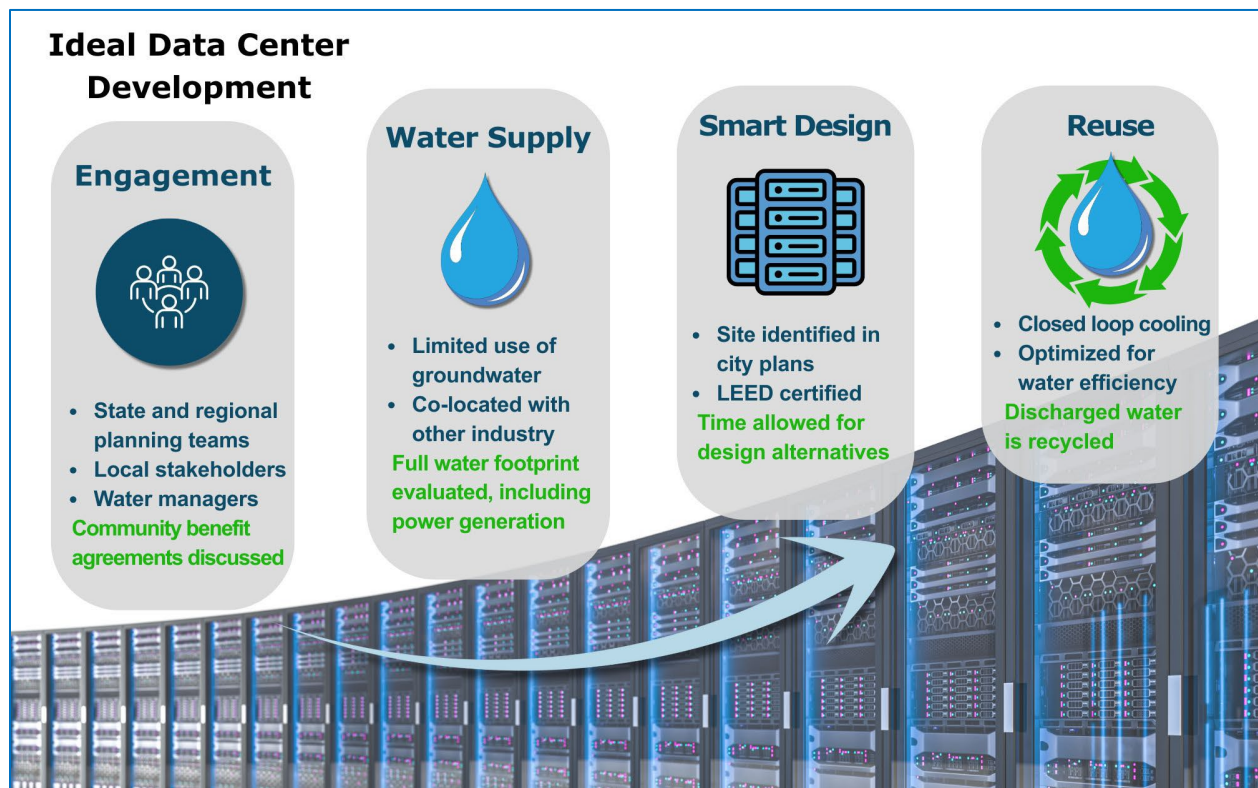 Ideal Data Center
Development
Engagement
• State and regional
planning teams
• Local stakeholders
• Water managers
Community benefit
agreements discussed
Water Supply
• Limited use of
groundwater
• Co-located with
other industry
Full water footprint
evaluated, including
power generation
Smart Design
• Site identified in
city plans
• LEED certified
Time allowed for
design alternatives
Reuse
• Closed loop cooling
• Optimized for
water efficiency
Discharged water
is recycled